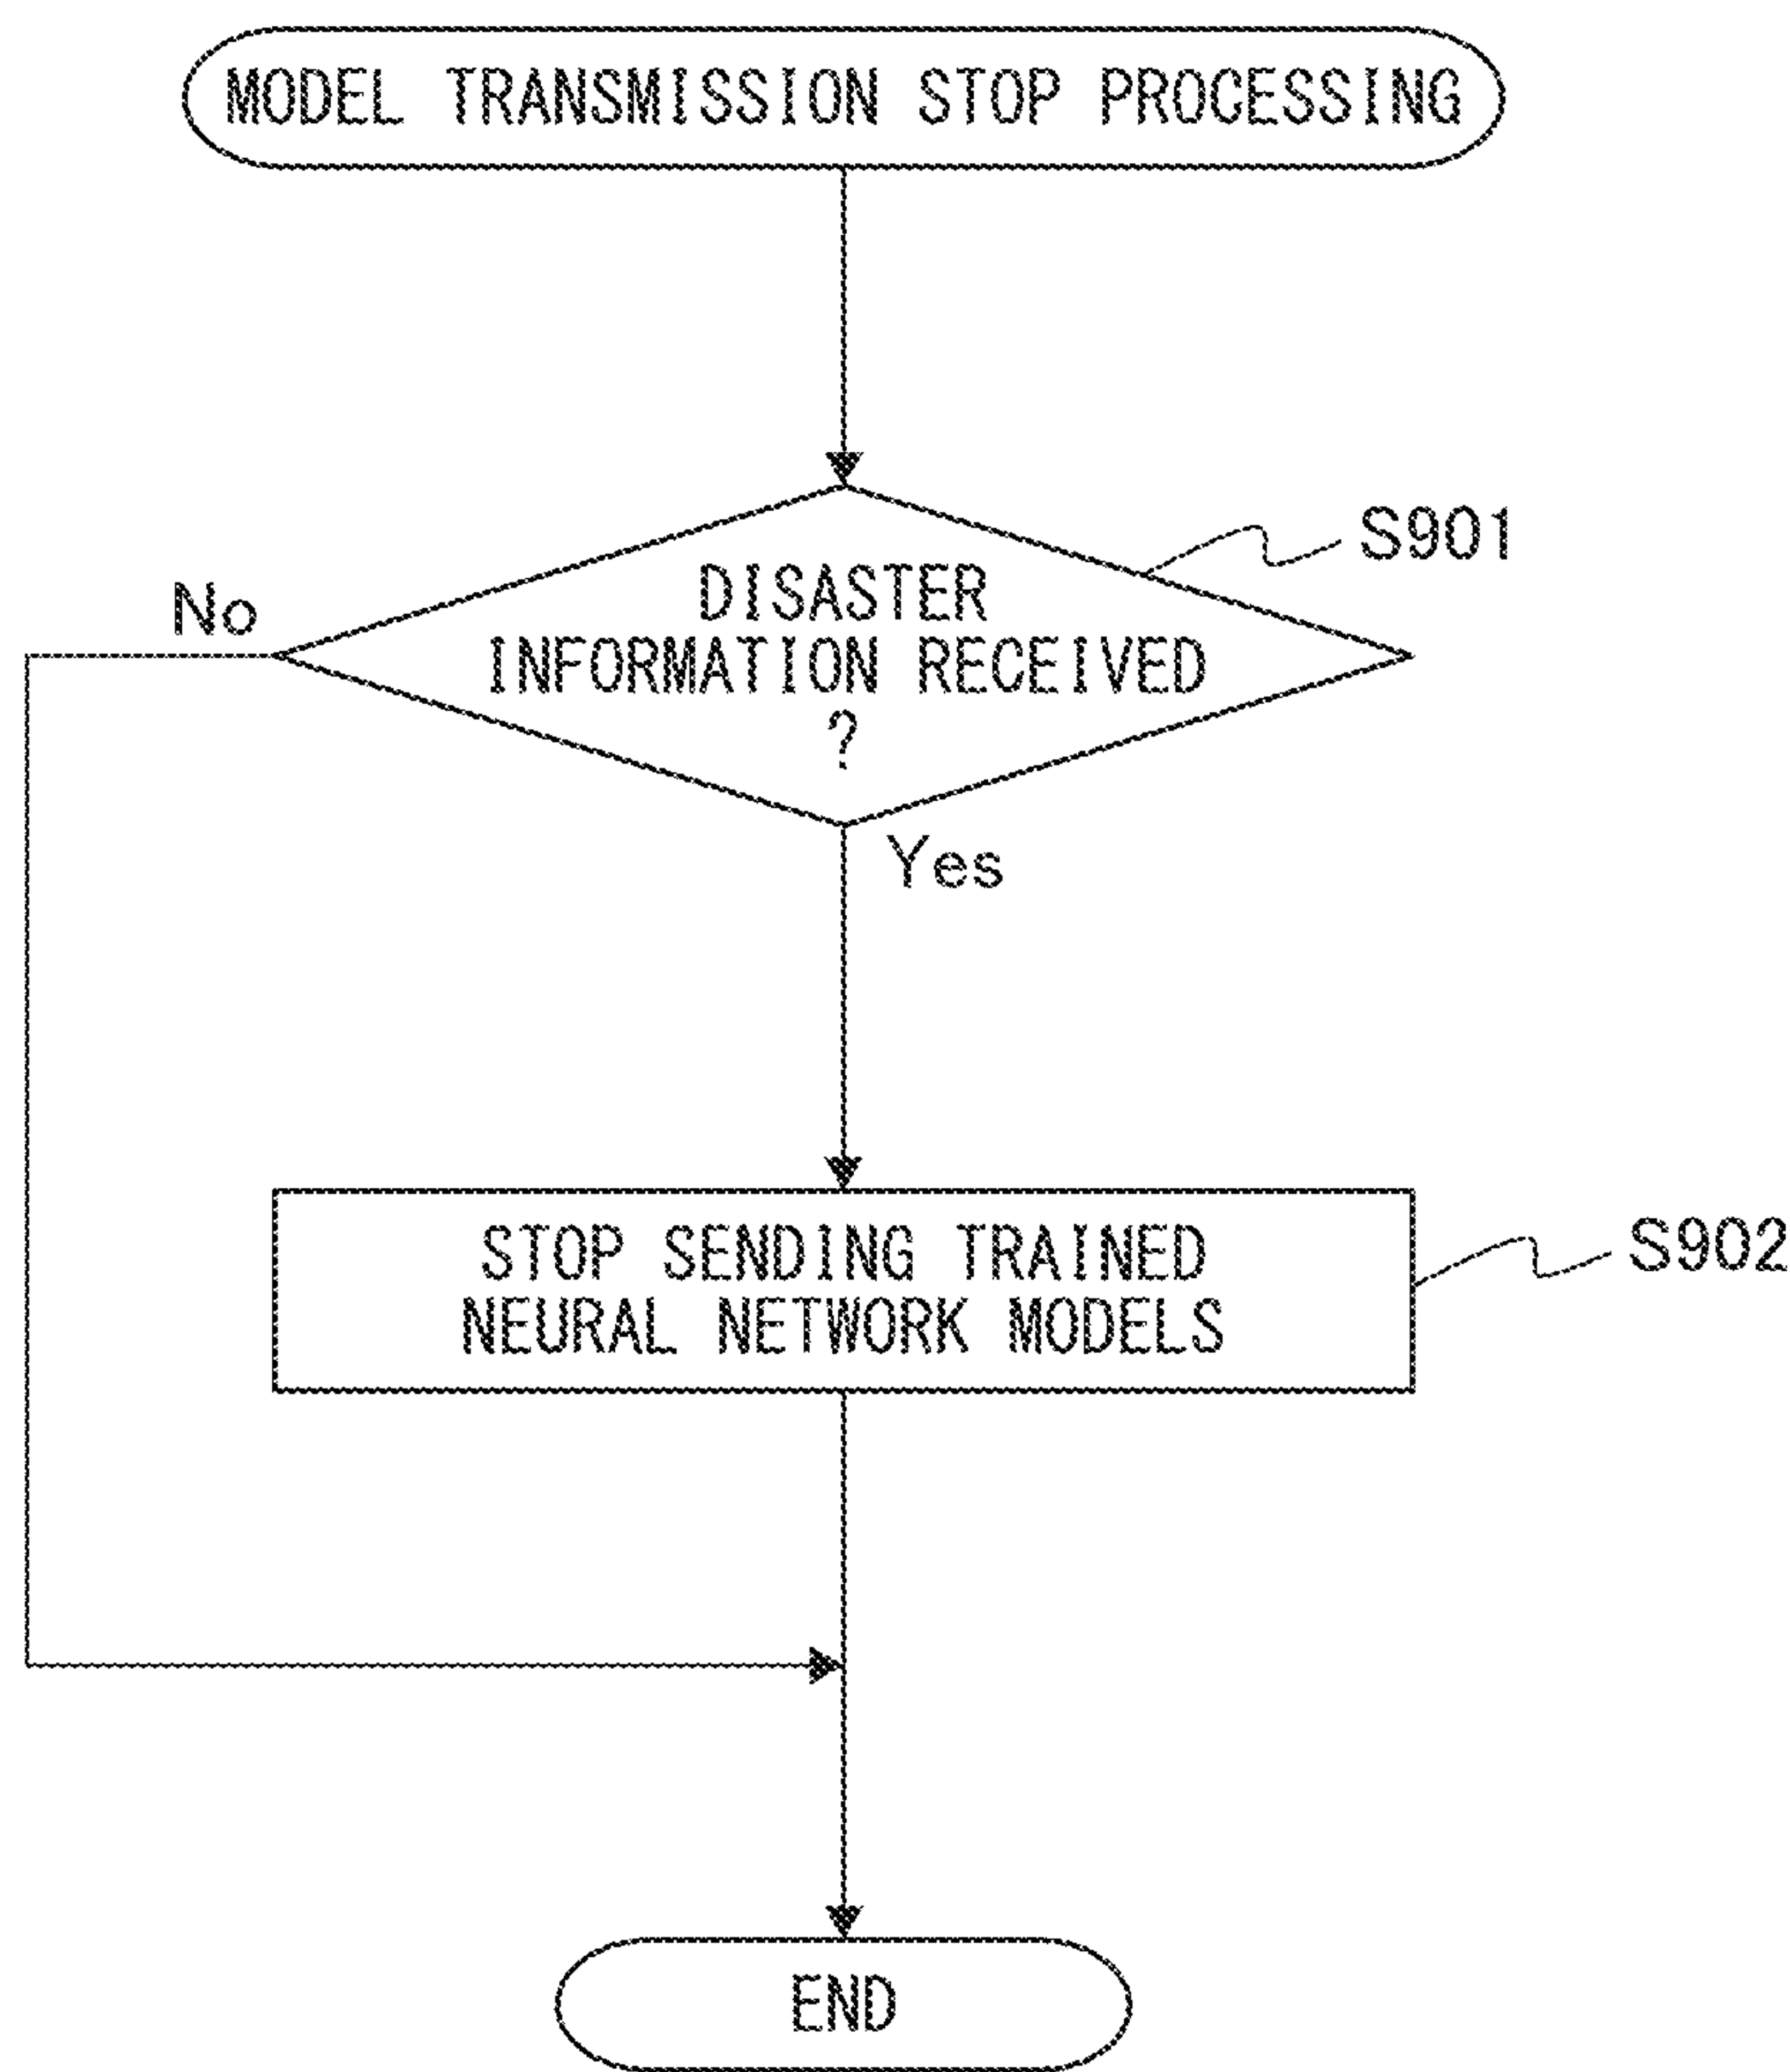 MODEL TRANSMISSION STOP PROCESSING
S901
DISASTER
INFORMATION RECEIVED
?
No
Yes
STOP SENDING TRAINED
NEURAL NETWORK MODELS
S902
END